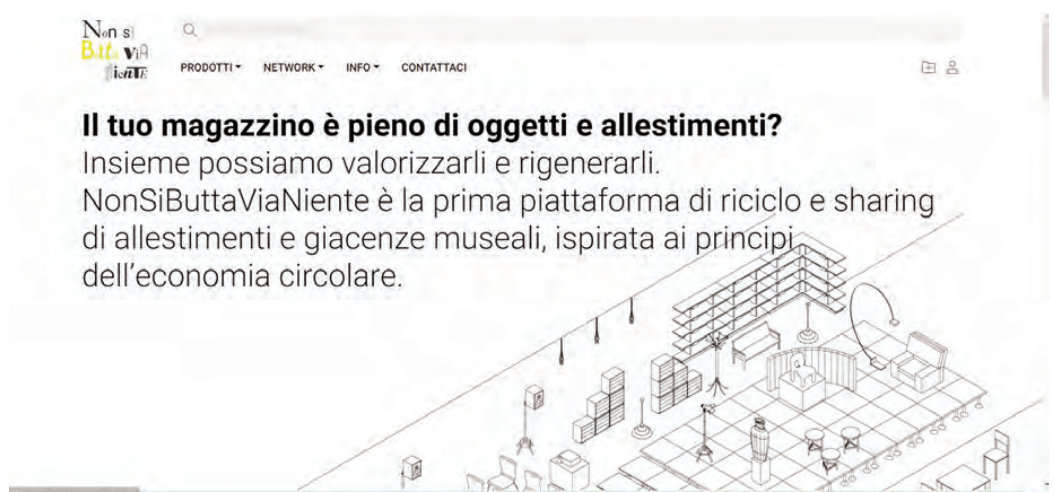 Non si
Butta Via
NienTE
PRODOTTI NETWORK INFO CONTATTACI
Il tuo magazzino è pieno di oggetti e allestimenti?
Insieme possiamo valorizzarli e rigenerarli.
NonSiButtaViaNiente è la prima piattaforma di riciclo e sharing
di allestimenti e giacenze museali, ispirata ai principi
dell'economia circolare.